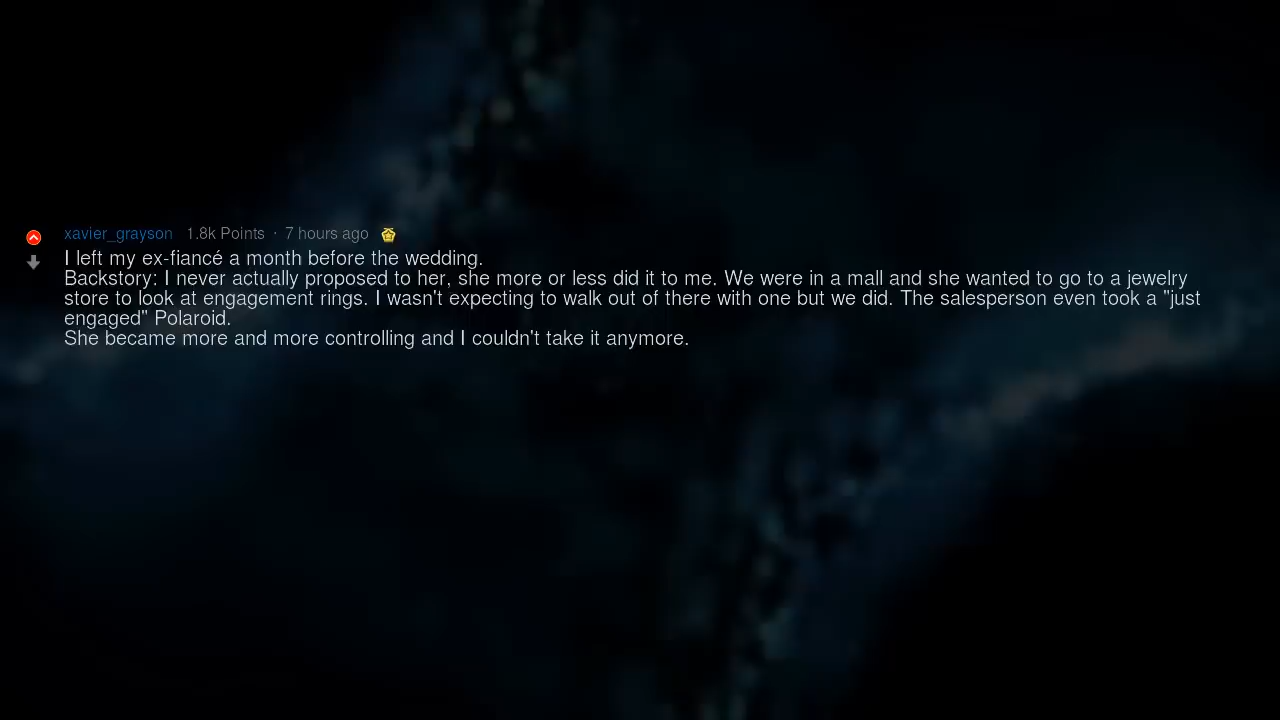 xavier_grayson 1.8k Points · 7 hours ago
I left my ex-fiancé a month before the wedding.
Backstory: I never actually proposed to her, she more or less did it to me. We were in a mall and she wanted to go to a jewelry
store to look at engagement rings. I wasn't expecting to walk out of there with one but we did. The salesperson even took a "just
engaged" Polaroid.
She became more and more controlling and I couldn't take it anymore.